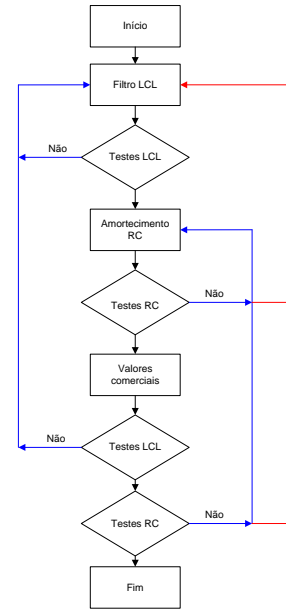 Início
Filtro LCL
Não
Testes LCL
Amortecimento
RC
Não
Testes RC
Valores
comerciais
Não
Testes LCL
Não
Testes RC
Fim